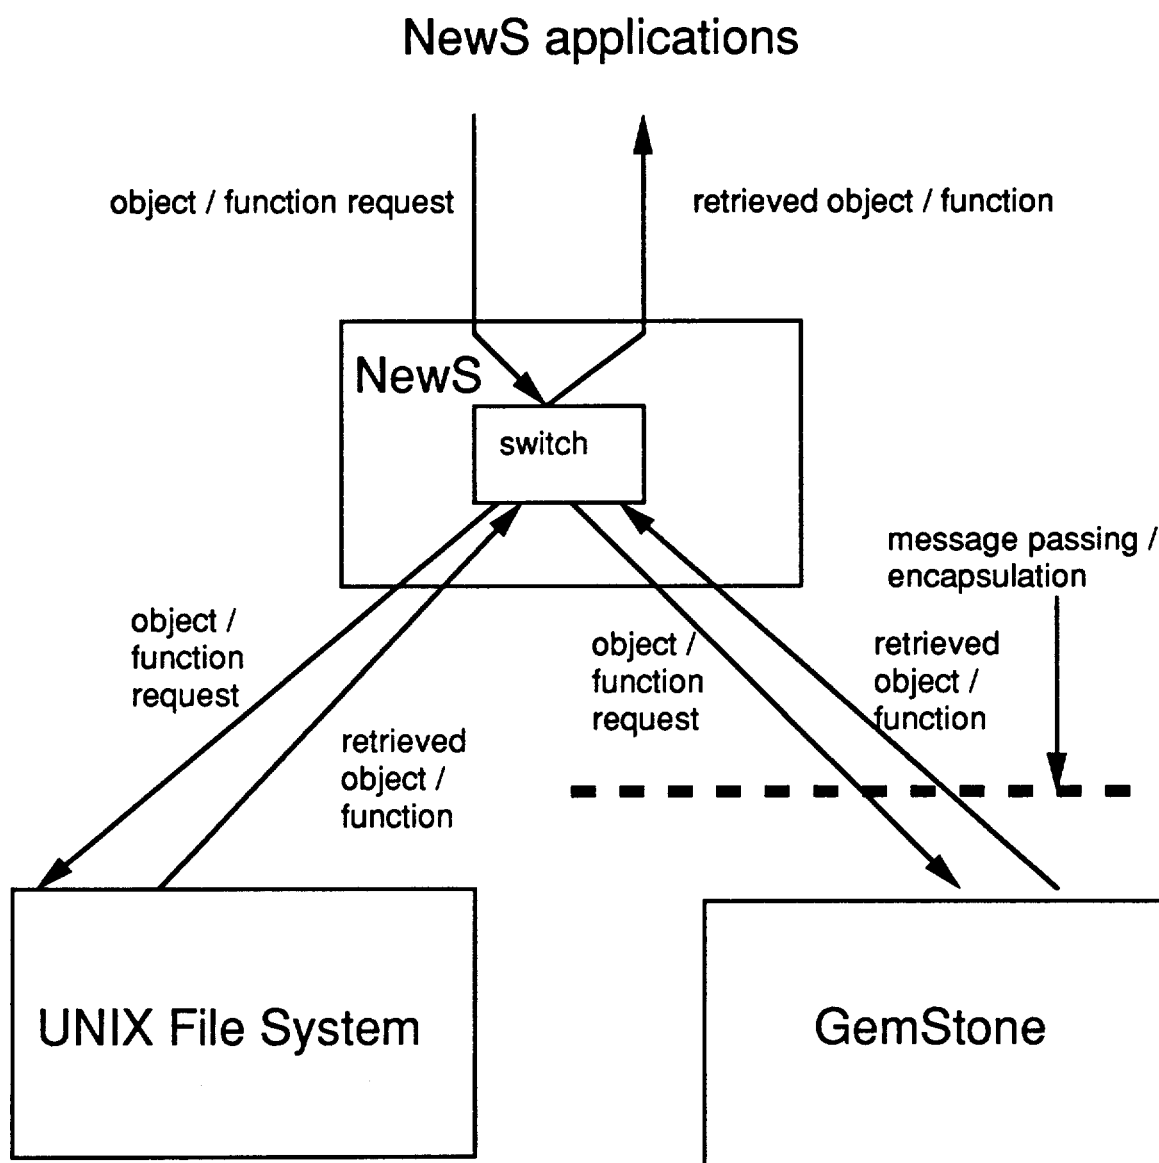 NewS applications
object / function request
retrieved object / function
NewS
switch
message passing /
encapsulation
object /
function
request
retrieved
object /
function
object /
function
request
retrieved
object /
function
UNIX File System
GemStone